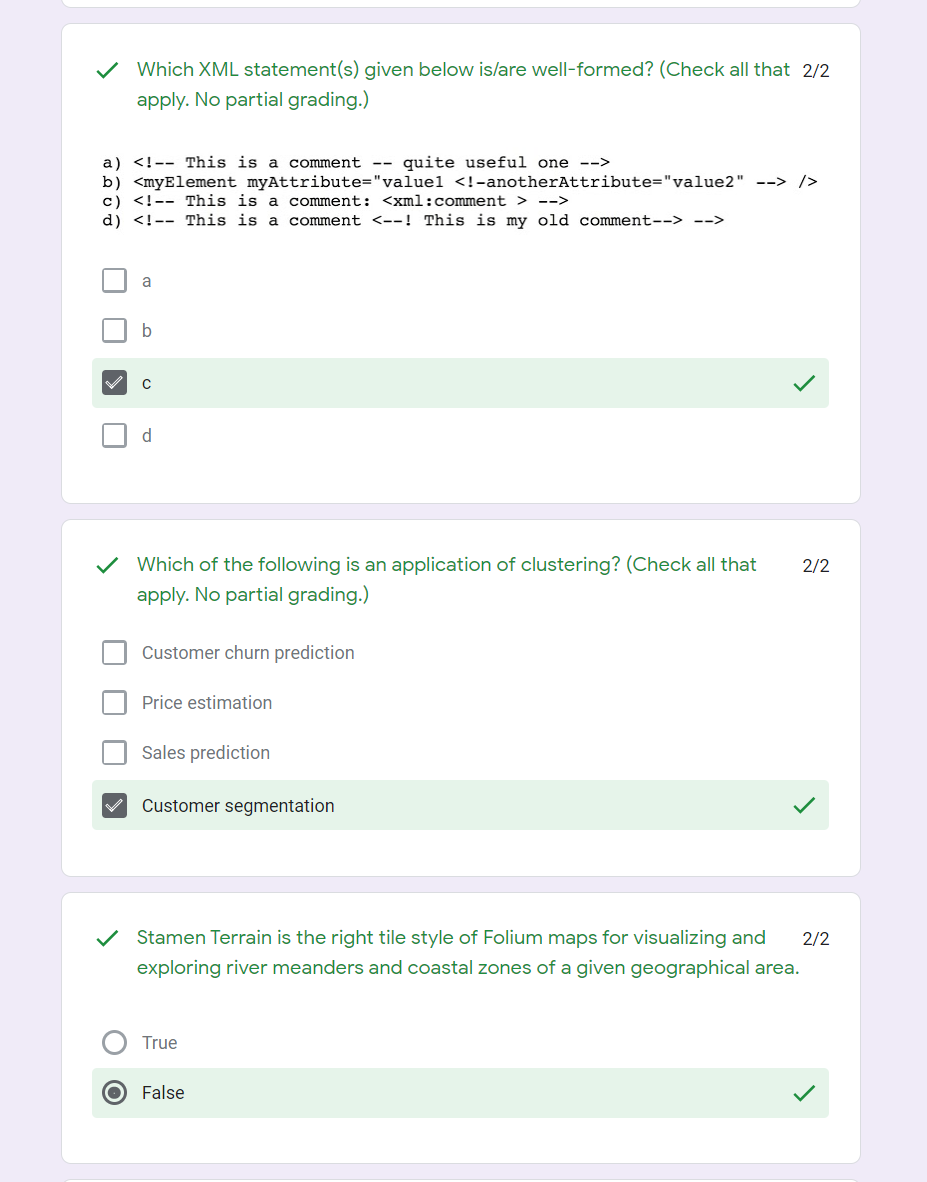 Which XML statement(s) given below is/are well-formed? (Check all that 2/2
apply. No partial grading.)
a) <!-- This is a comment -- quite useful one -->
b) <myElement myAttribute="value1 <!-anotherAttribute="value2" --> />
c) <!-- This is a comment: <xml:comment > -->
d) <!-- This is a comment <--! This is my old comment--> -->
a
b
c
d
Which of the following is an application of clustering? (Check all that 2/2
apply. No partial grading.)
Customer churn prediction
Price estimation
Sales prediction
Customer segmentation
Stamen Terrain is the right tile style of Folium maps for visualizing and 2/2
exploring river meanders and coastal zones of a given geographical area.
True
False